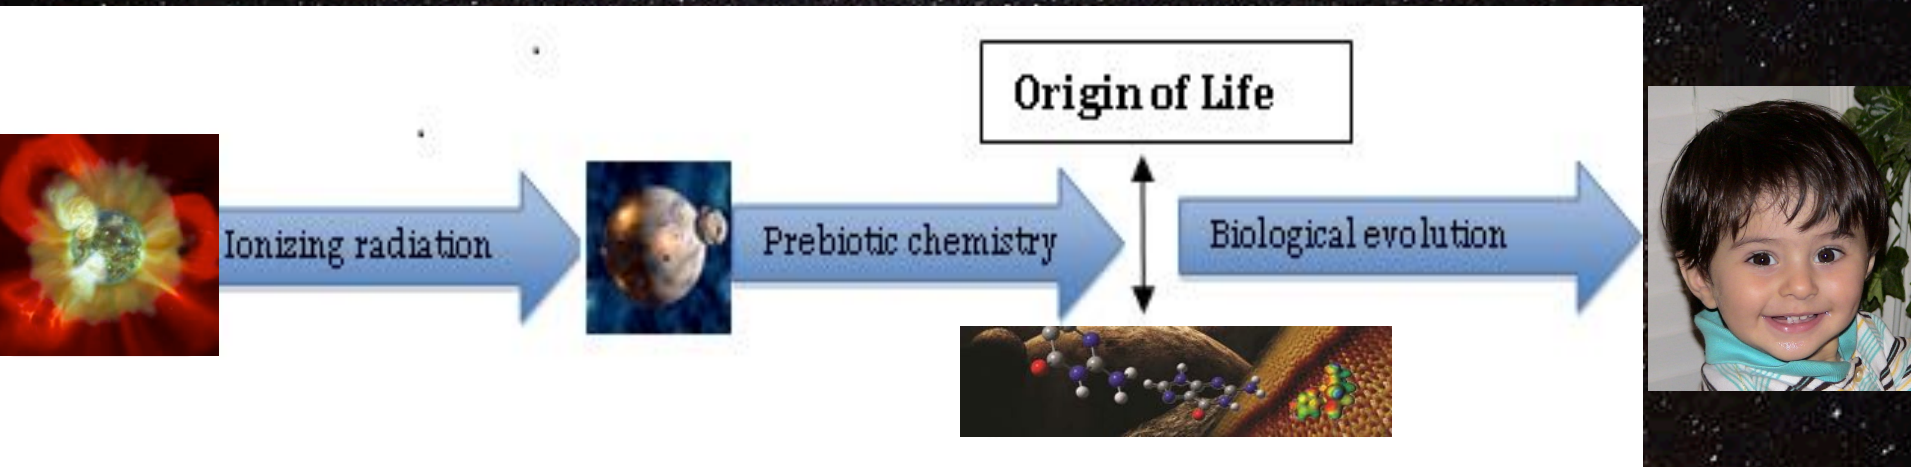 Origin of Life
Ionizing radiation
Prebiotic chemistry
Biological evolution